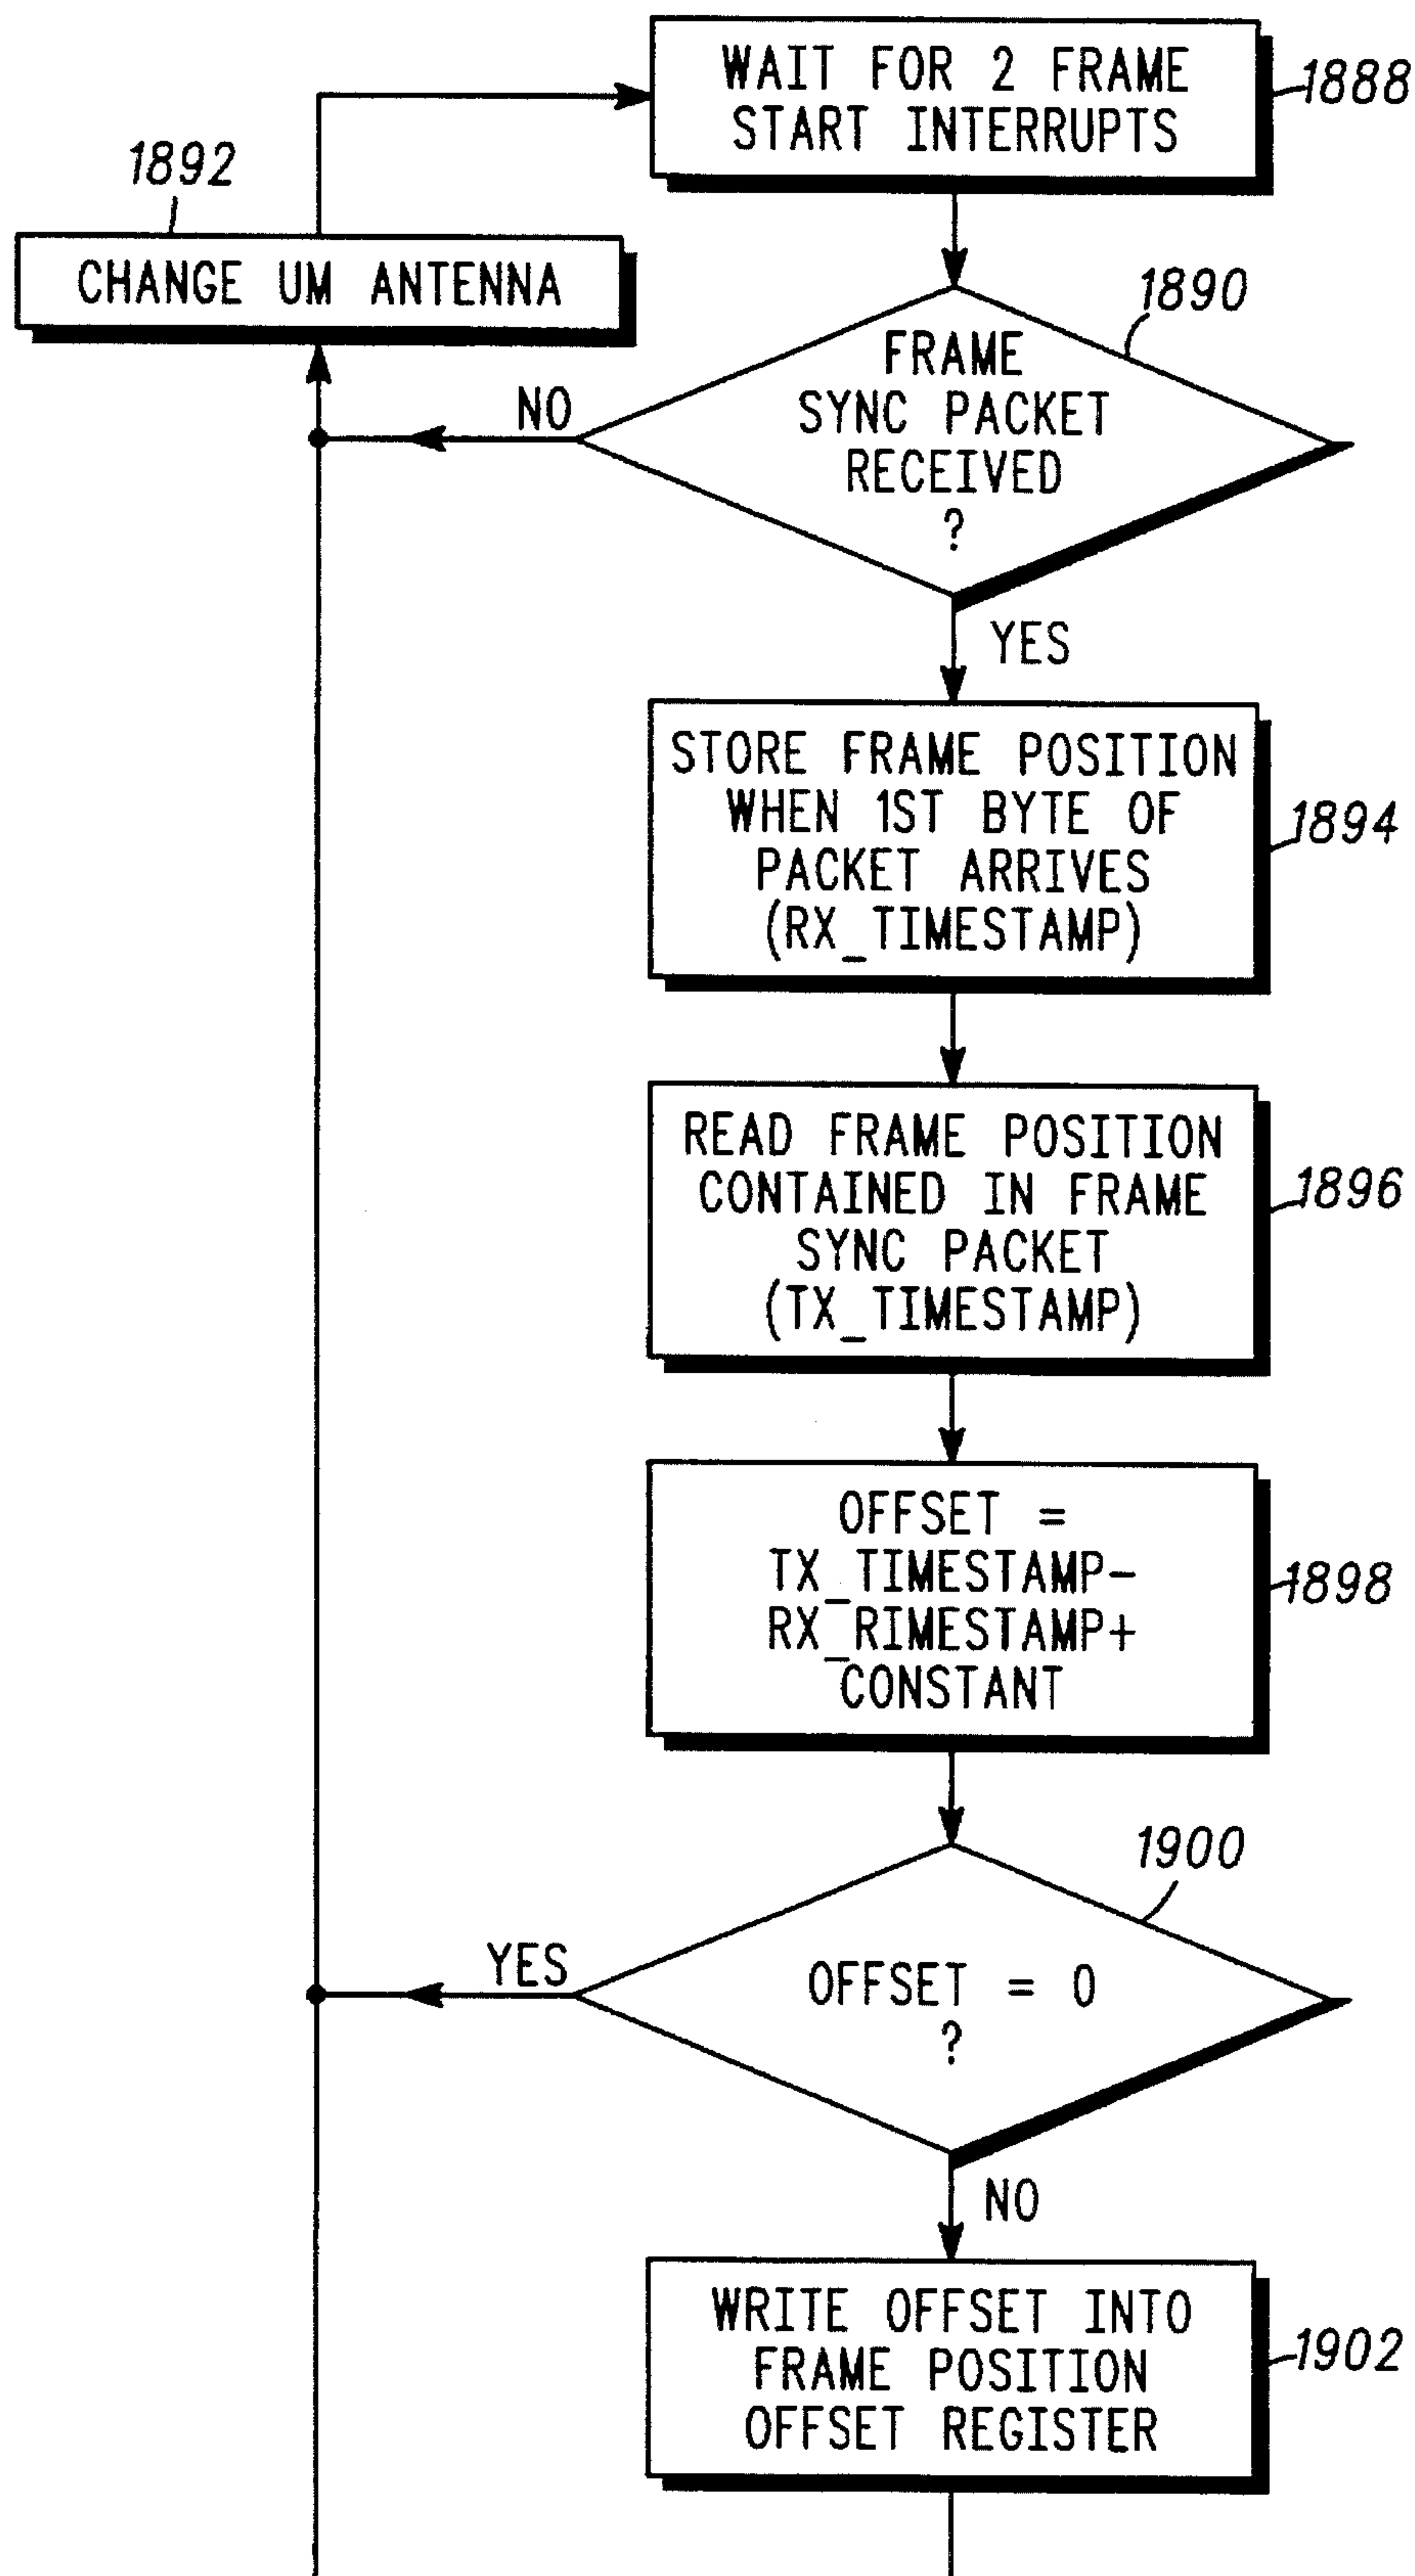 WAIT FOR 2 FRAME
START INTERRUPTS
1888
1892
CHANGE UM ANTENNA
1890
FRAME
SYNC PACKET
RECEIVED
?
NO
YES
STORE FRAME POSITION
WHEN 1ST BYTE OF
PACKET ARRIVES
(RX_TIMESTAMP)
1894
READ FRAME POSITION
CONTAINED IN FRAME
SYNC PACKET
(TX_TIMESTAMP)
1896
OFFSET =
TX_TIMESTAMP-
RX_RIMESTAMP+
CONSTANT
1898
1900
OFFSET = 0
?
YES
NO
WRITE OFFSET INTO
FRAME POSITION
OFFSET REGISTER
1902